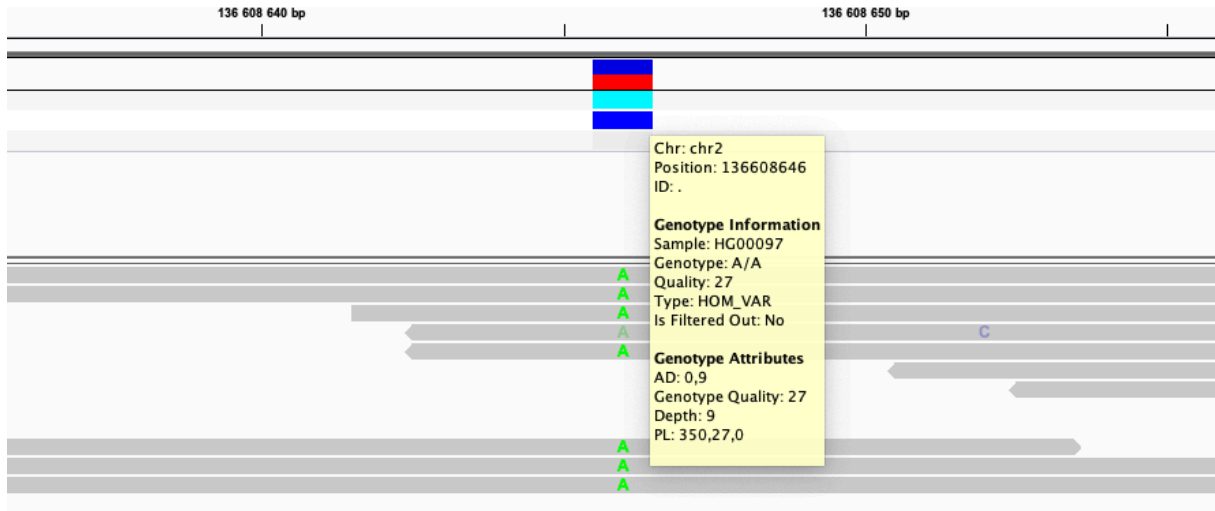 136 608 640 bp
136 608 650 bp
Chr: chr2
Position: 136608646
ID: .
Genotype Information
Sample: HG00097
Genotype: A/A
Quality: 27
Type: HOM_VAR
Is Filtered Out: No
Genotype Attributes
AD: 0,9
Genotype Quality: 27
Depth: 9
PL: 350,27,0
A
A
A
A C
A
A
A
A